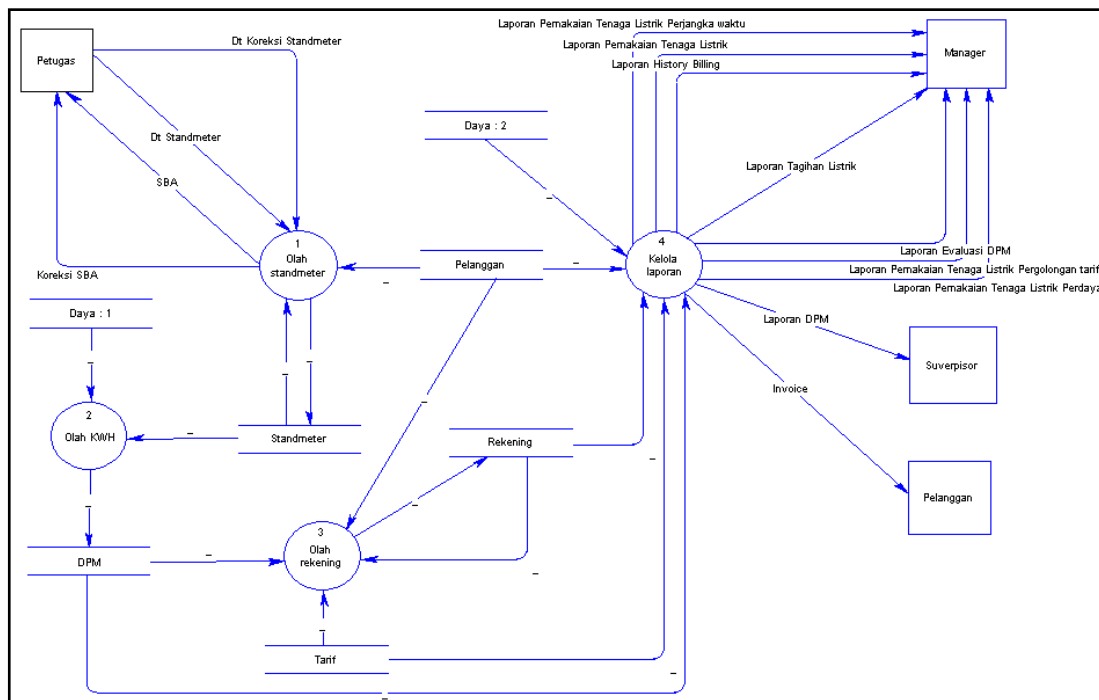 Laporan Pemakaian Tenaga Listrik Perjangka waktu
Dt Koreksi Standmeter
Laporan Pemakaian Tenaga Listrik
Petugas
Manager
Laporan History Billing
Daya : 2
Dt Standmeter
Laporan Tagihan Listrik
SBA
1
Olah
standmeter
4
Kelola
laporan
Pelanggan
Laporan Evaluasi DPM
Koreksi SBA
Laporan Pemakaian Tenaga Listrik Pergolongan tarif
Laporan Pemakaian Tenaga Listrik Perdaya
Daya : 1
Laporan DPM
Suverpisor
Invoice
2
Olah KWH
Standmeter
Rekening
Pelanggan
3
Olah
rekening
DPM
Tarif